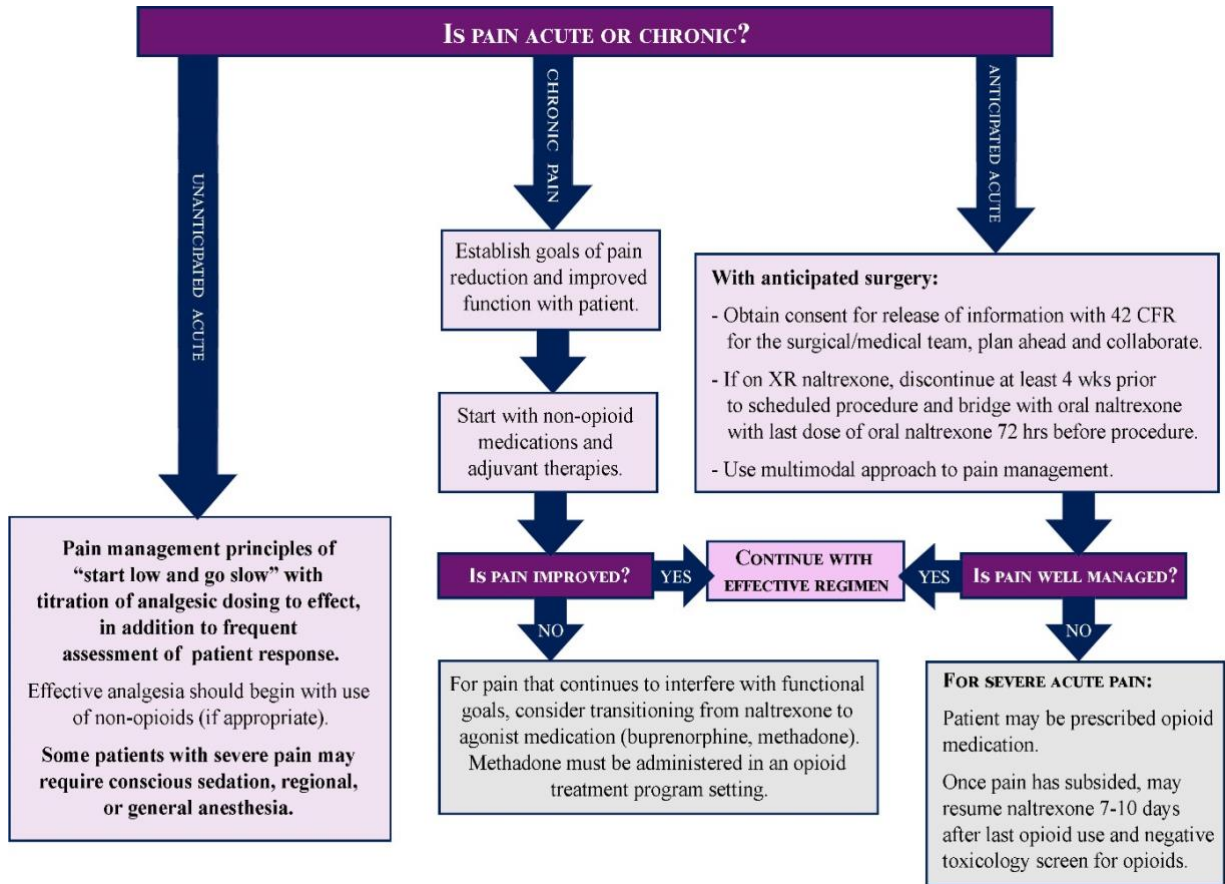 IS PAIN ACUTE OR CHRONIC?
UNANTICIPATED ACUTE
CHRONIC PAIN
ANTICIPATED ACUTE
Pain management principles of
“start low and go slow” with
titration of analgesic dosing to effect,
in addition to frequent
assessment of patient response.
Effective analgesia should begin with use
of non-opioids (if appropriate).
Some patients with severe pain may
require conscious sedation, regional,
or general anesthesia.
Establish goals of pain
reduction and improved
function with patient.
Start with non-opioid
medications and
adjuvant therapies.
IS PAIN IMPROVED?
YES
CONTINUE WITH
EFFECTIVE REGIMEN
NO
For pain that continues to interfere with functional
goals, consider transitioning from naltrexone to
agonist medication (buprenorphine, methadone).
Methadone must be administered in an opioid
treatment program setting.
With anticipated surgery:
- Obtain consent for release of information with 42 CFR
for the surgical/medical team, plan ahead and collaborate.
- If on XR naltrexone, discontinue at least 4 wks prior
to scheduled procedure and bridge with oral naltrexone
with last dose of oral naltrexone 72 hrs before procedure.
- Use multimodal approach to pain management.
YES
IS PAIN WELL MANAGED?
NO
FOR SEVERE ACUTE PAIN:
Patient may be prescribed opioid
medication.
Once pain has subsided, may
resume naltrexone 7-10 days
after last opioid use and negative
toxicology screen for opioids.